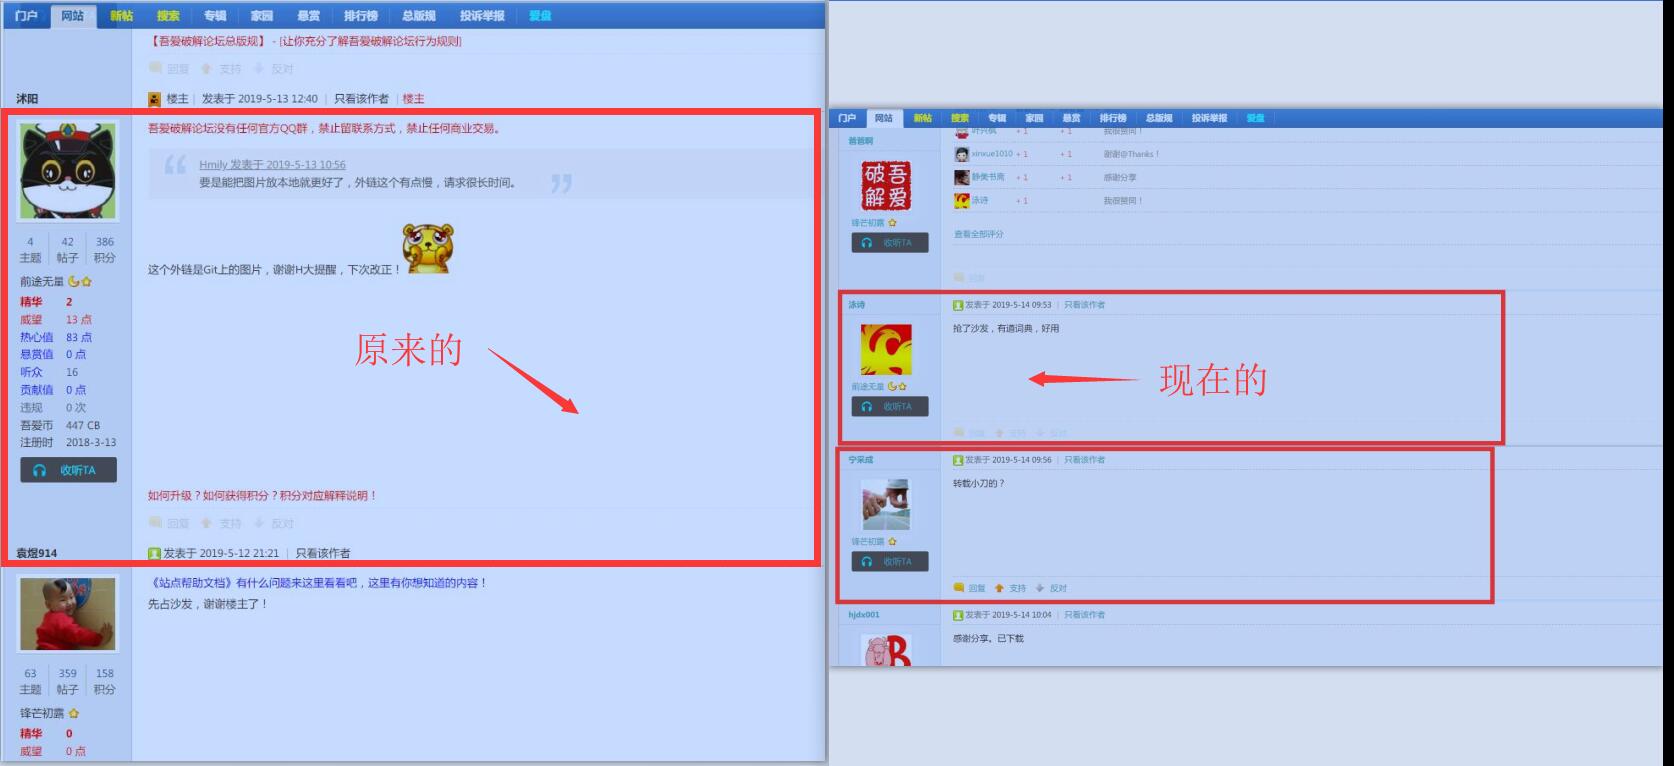 门户 网站 新帖 搜索 专辑 家园 悬赏 排行榜 总版规 投诉举报 爱盘
【吾爱破解论坛总版规】 - [让你充分了解吾爱破解论坛行为规则]
回复 支持 反对
沭阳
楼主 | 发表于 2019-5-13 12:40 | 只看该作者 | 楼主
吾爱破解论坛没有任何官方QQ群，禁止留联系方式，禁止任何商业交易。
Hmily 发表于 2019-5-13 10:56
要是能把图片放本地就更好了，外链这个有点慢，请求很长时间。
这个外链是Git上的图片，谢谢H大提醒，下次改正！
4 42 386
主题 帖子 积分
前途无量
精华 2
威望 13 点
热心值 83 点
悬赏值 0 点
听众 16
贡献值 0 点
违规 0 次
吾爱币 447 CB
注册时 2018-3-13
收听TA
原来的
如何升级？如何获得积分？积分对应解释说明！
回复 支持 反对
袁煜914
发表于 2019-5-12 21:21 | 只看该作者
《站点帮助文档》有什么问题来这里看看吧，这里有你想知道的内容！
先占沙发，谢谢楼主了！
63 359 158
主题 帖子 积分
锋芒初露
精华 0
威望 0 点
门户 网站 新帖 搜索 专辑 家园 悬赏 排行榜 总版规 投诉举报 爱盘
爸爸啊
叶兴枫 + 1 + 1 我很赞同！
xinxue1010 + 1 + 1 谢谢@Thanks！
静美书斋 + 1 + 1 感谢分享
泳诗 + 1 我很赞同！
吾爱破解
锋芒初露
收听TA
查看全部评分
回复
泳诗
发表于 2019-5-14 09:53 | 只看该作者
抢了沙发，有道词典，好用
前途无量
收听TA
现在的
回复 支持 反对
宁采成
发表于 2019-5-14 09:56 | 只看该作者
转载小刀的？
锋芒初露
收听TA
回复 支持 反对
hjdx001
发表于 2019-5-14 10:04 | 只看该作者
感谢分享。已下载
B